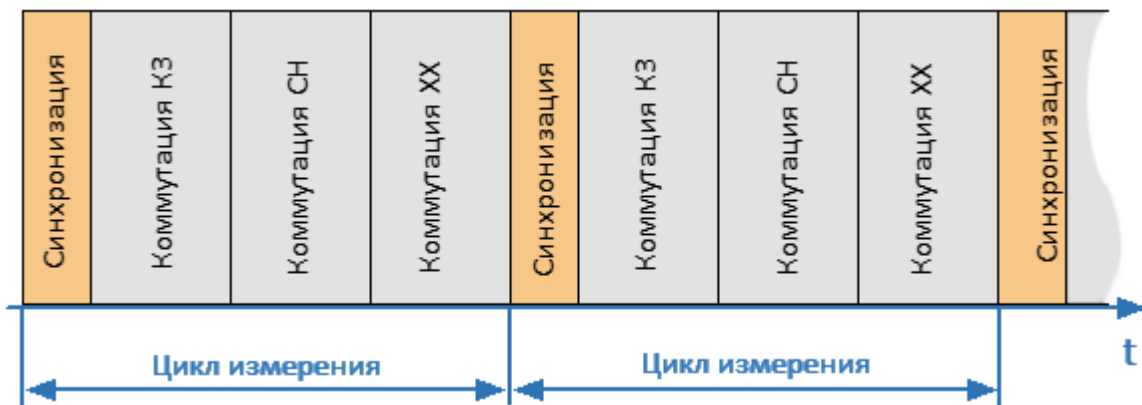 Синхронизация
Коммутация КЗ
Коммутация СН
Коммутация ХХ
Синхронизация
Коммутация КЗ
Коммутация СН
Коммутация ХХ
Синхронизация
t
Цикл измерения
Цикл измерения